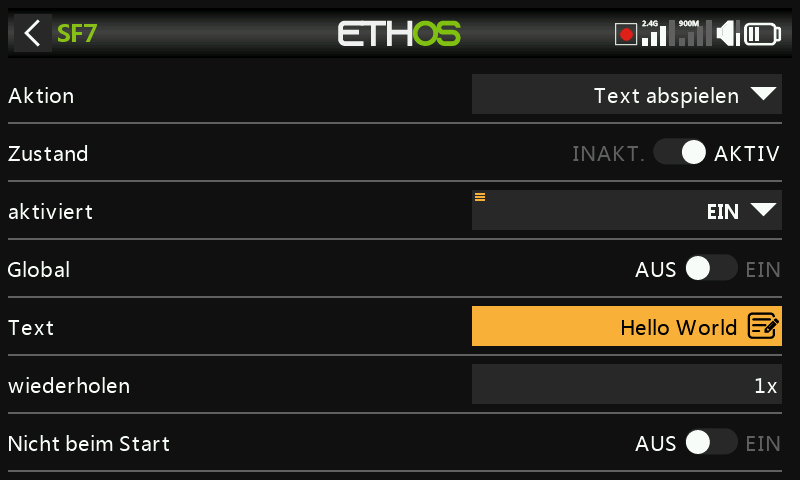 SF7 ETHOS 2.4G 900M
Aktion Text abspielen
Zustand INAKT. AKTIV
aktiviert EIN
Global AUS EIN
Text Hello World
wiederholen 1x
Nicht beim Start AUS EIN